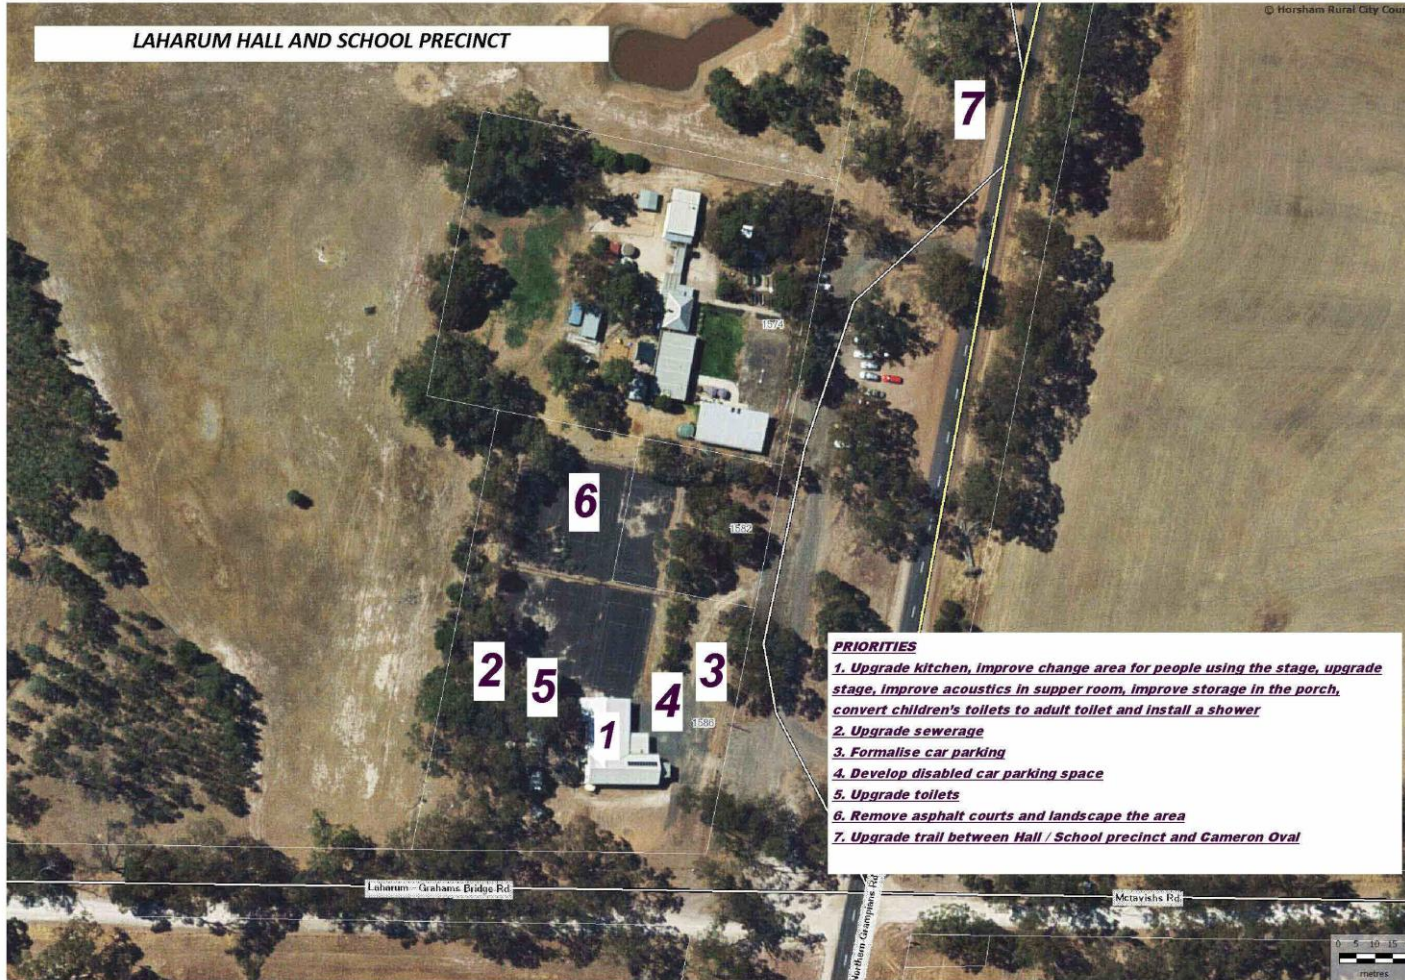 © Horsham Rural City Cour
LAHARUM HALL AND SCHOOL PRECINCT
7
1574
6
1582
2
5
3
4
1586
1
PRIORITIES
1. Upgrade kitchen, improve change area for people using the stage, upgrade
stage, improve acoustics in supper room, improve storage in the porch,
convert children's toilets to adult toilet and install a shower
2. Upgrade sewerage
3. Formalise car parking
4. Develop disabled car parking space
5. Upgrade toilets
6. Remove asphalt courts and landscape the area
7. Upgrade trail between Hall / School precinct and Cameron Oval
Laharum - Grahams Bridge Rd
Mctavishs Rd
Northern Grampians Rd
0 5 10 15
metres